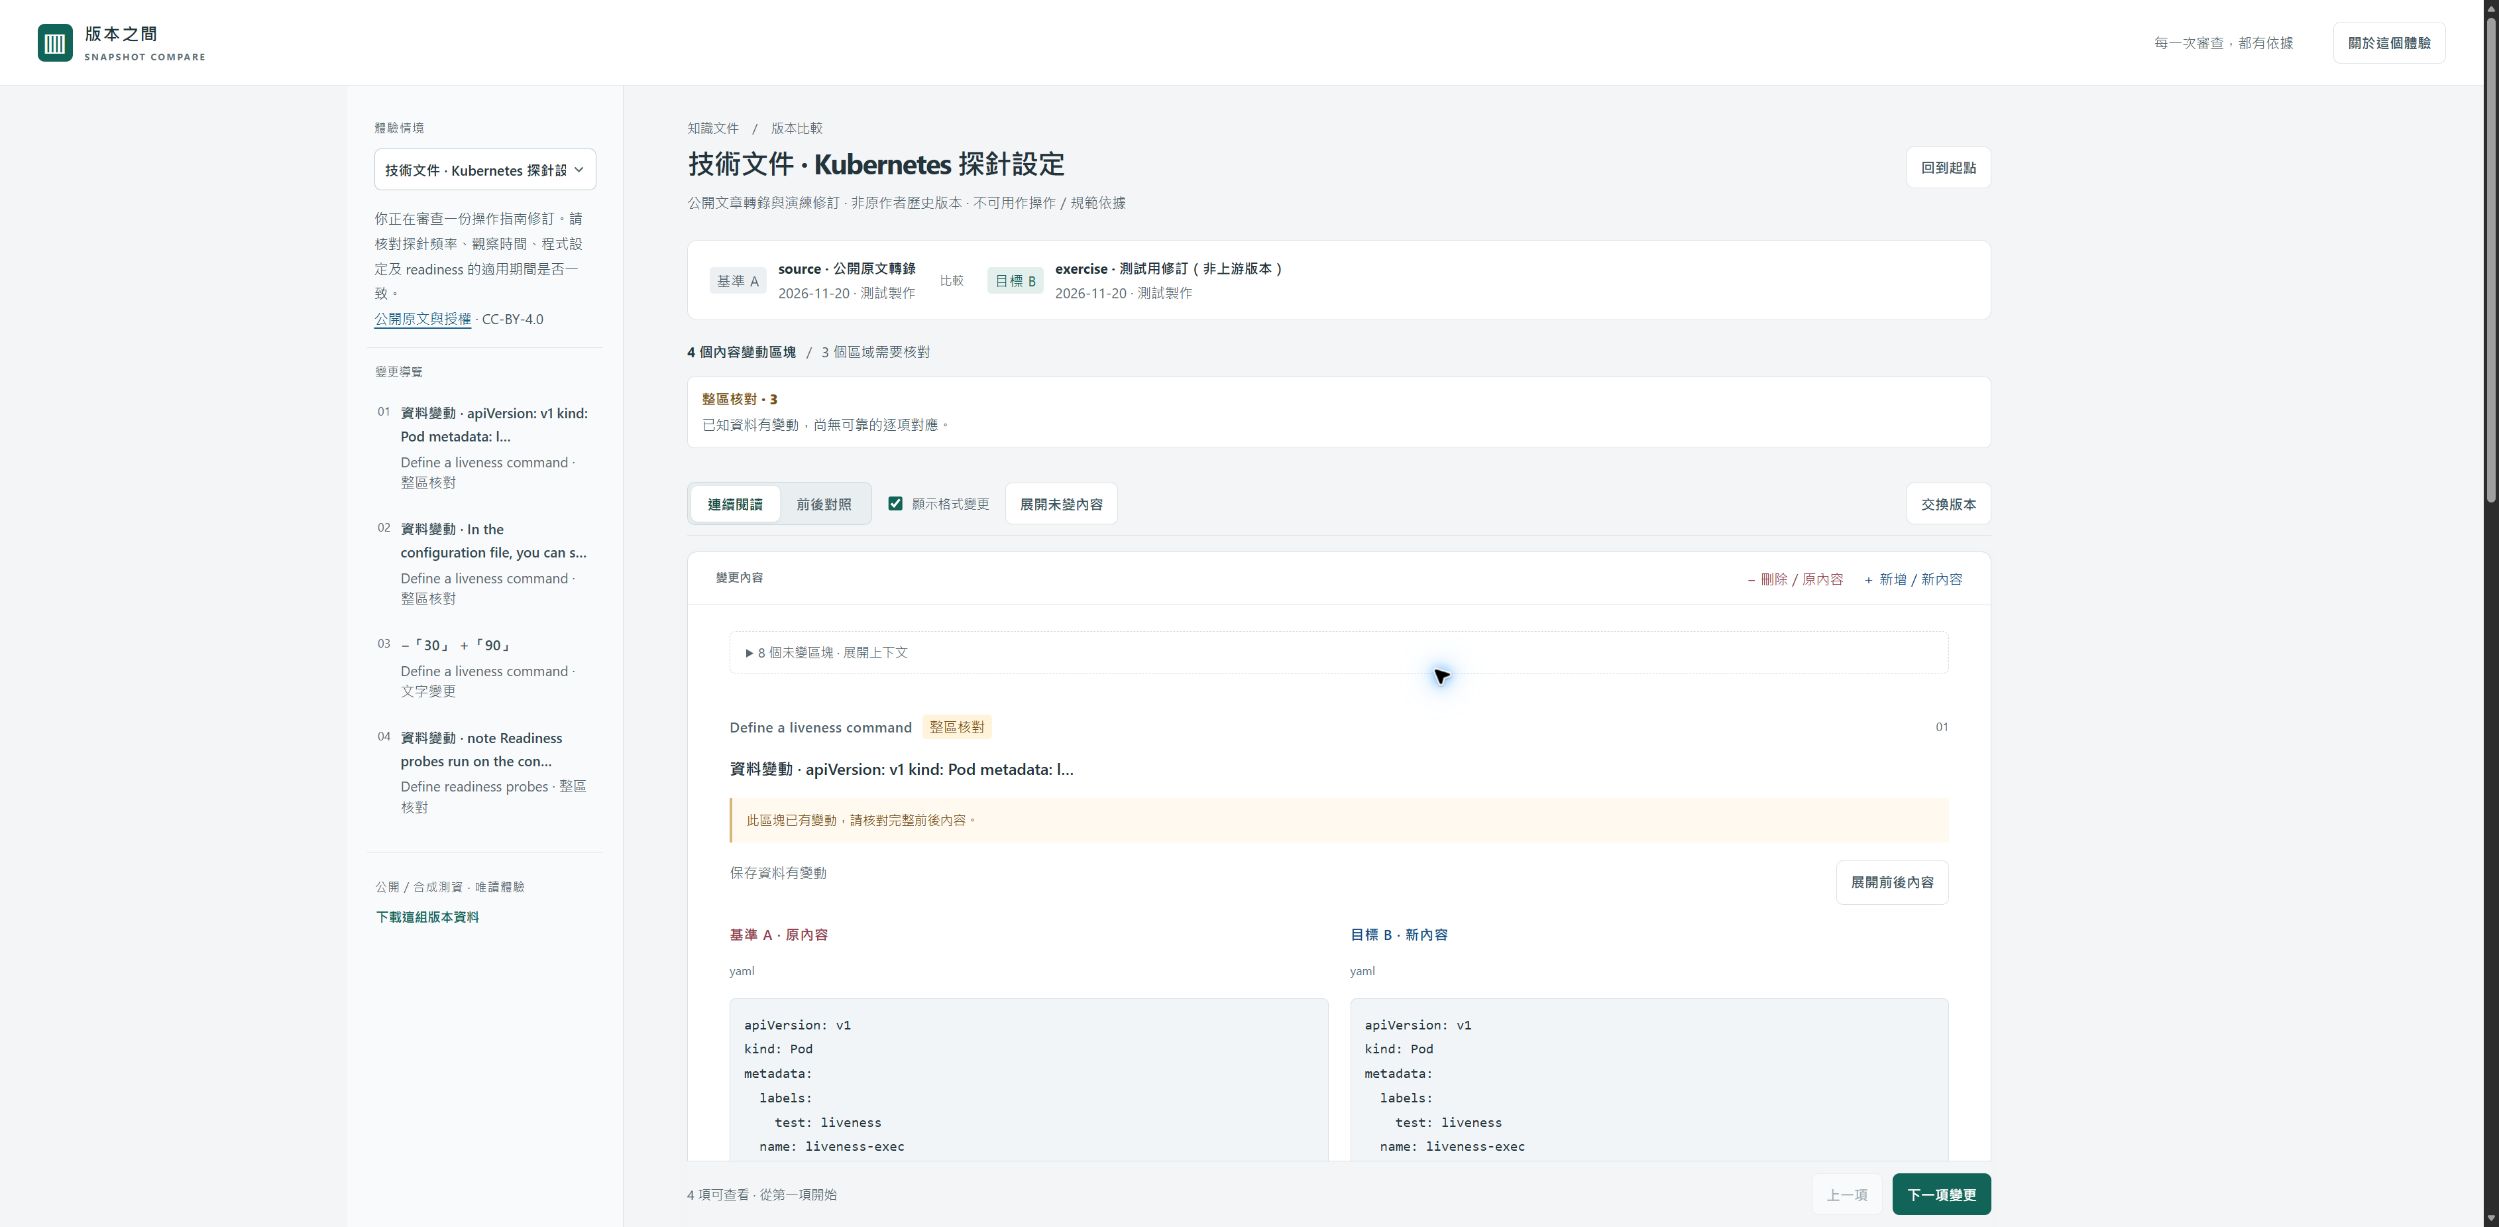 版本之間
SNAPSHOT COMPARE
每一次審查，都有依據
關於這個體驗
體驗情境
技術文件 · Kubernetes 探針設
你正在審查一份操作指南修訂。請
核對探針頻率、觀察時間、程式設
定及 readiness 的適用期間是否一
致。
公開原文與授權 · CC-BY-4.0
變更導覽
01 資料變動 · apiVersion: v1 kind:
Pod metadata: l...
Define a liveness command ·
整區核對
02 資料變動 · In the
configuration file, you can s...
Define a liveness command ·
整區核對
03 −「30」 +「90」
Define a liveness command ·
文字變更
04 資料變動 · note Readiness
probes run on the con...
Define readiness probes · 整區
核對
公開 / 合成測資 · 唯讀體驗
下載這組版本資料
知識文件 / 版本比較
技術文件 · Kubernetes 探針設定
回到起點
公開文章轉錄與演練修訂 · 非原作者歷史版本 · 不可用作操作 / 規範依據
基準 A
source · 公開原文轉錄
2026-11-20 · 測試製作
比較
目標 B
exercise · 測試用修訂（非上游版本）
2026-11-20 · 測試製作
4 個內容變動區塊 / 3 個區域需要核對
整區核對 · 3
已知資料有變動，尚無可靠的逐項對應。
連續閱讀
前後對照
顯示格式變更
展開未變內容
交換版本
變更內容
− 刪除 / 原內容 + 新增 / 新內容
8 個未變區塊 · 展開上下文
Define a liveness command 整區核對 01
資料變動 · apiVersion: v1 kind: Pod metadata: l...
此區塊已有變動，請核對完整前後內容。
保存資料有變動
展開前後內容
基準 A · 原內容
yaml
apiVersion: v1
kind: Pod
metadata:
  labels:
    test: liveness
  name: liveness-exec
目標 B · 新內容
yaml
apiVersion: v1
kind: Pod
metadata:
  labels:
    test: liveness
  name: liveness-exec
4 項可查看 · 從第一項開始
上一項
下一項變更